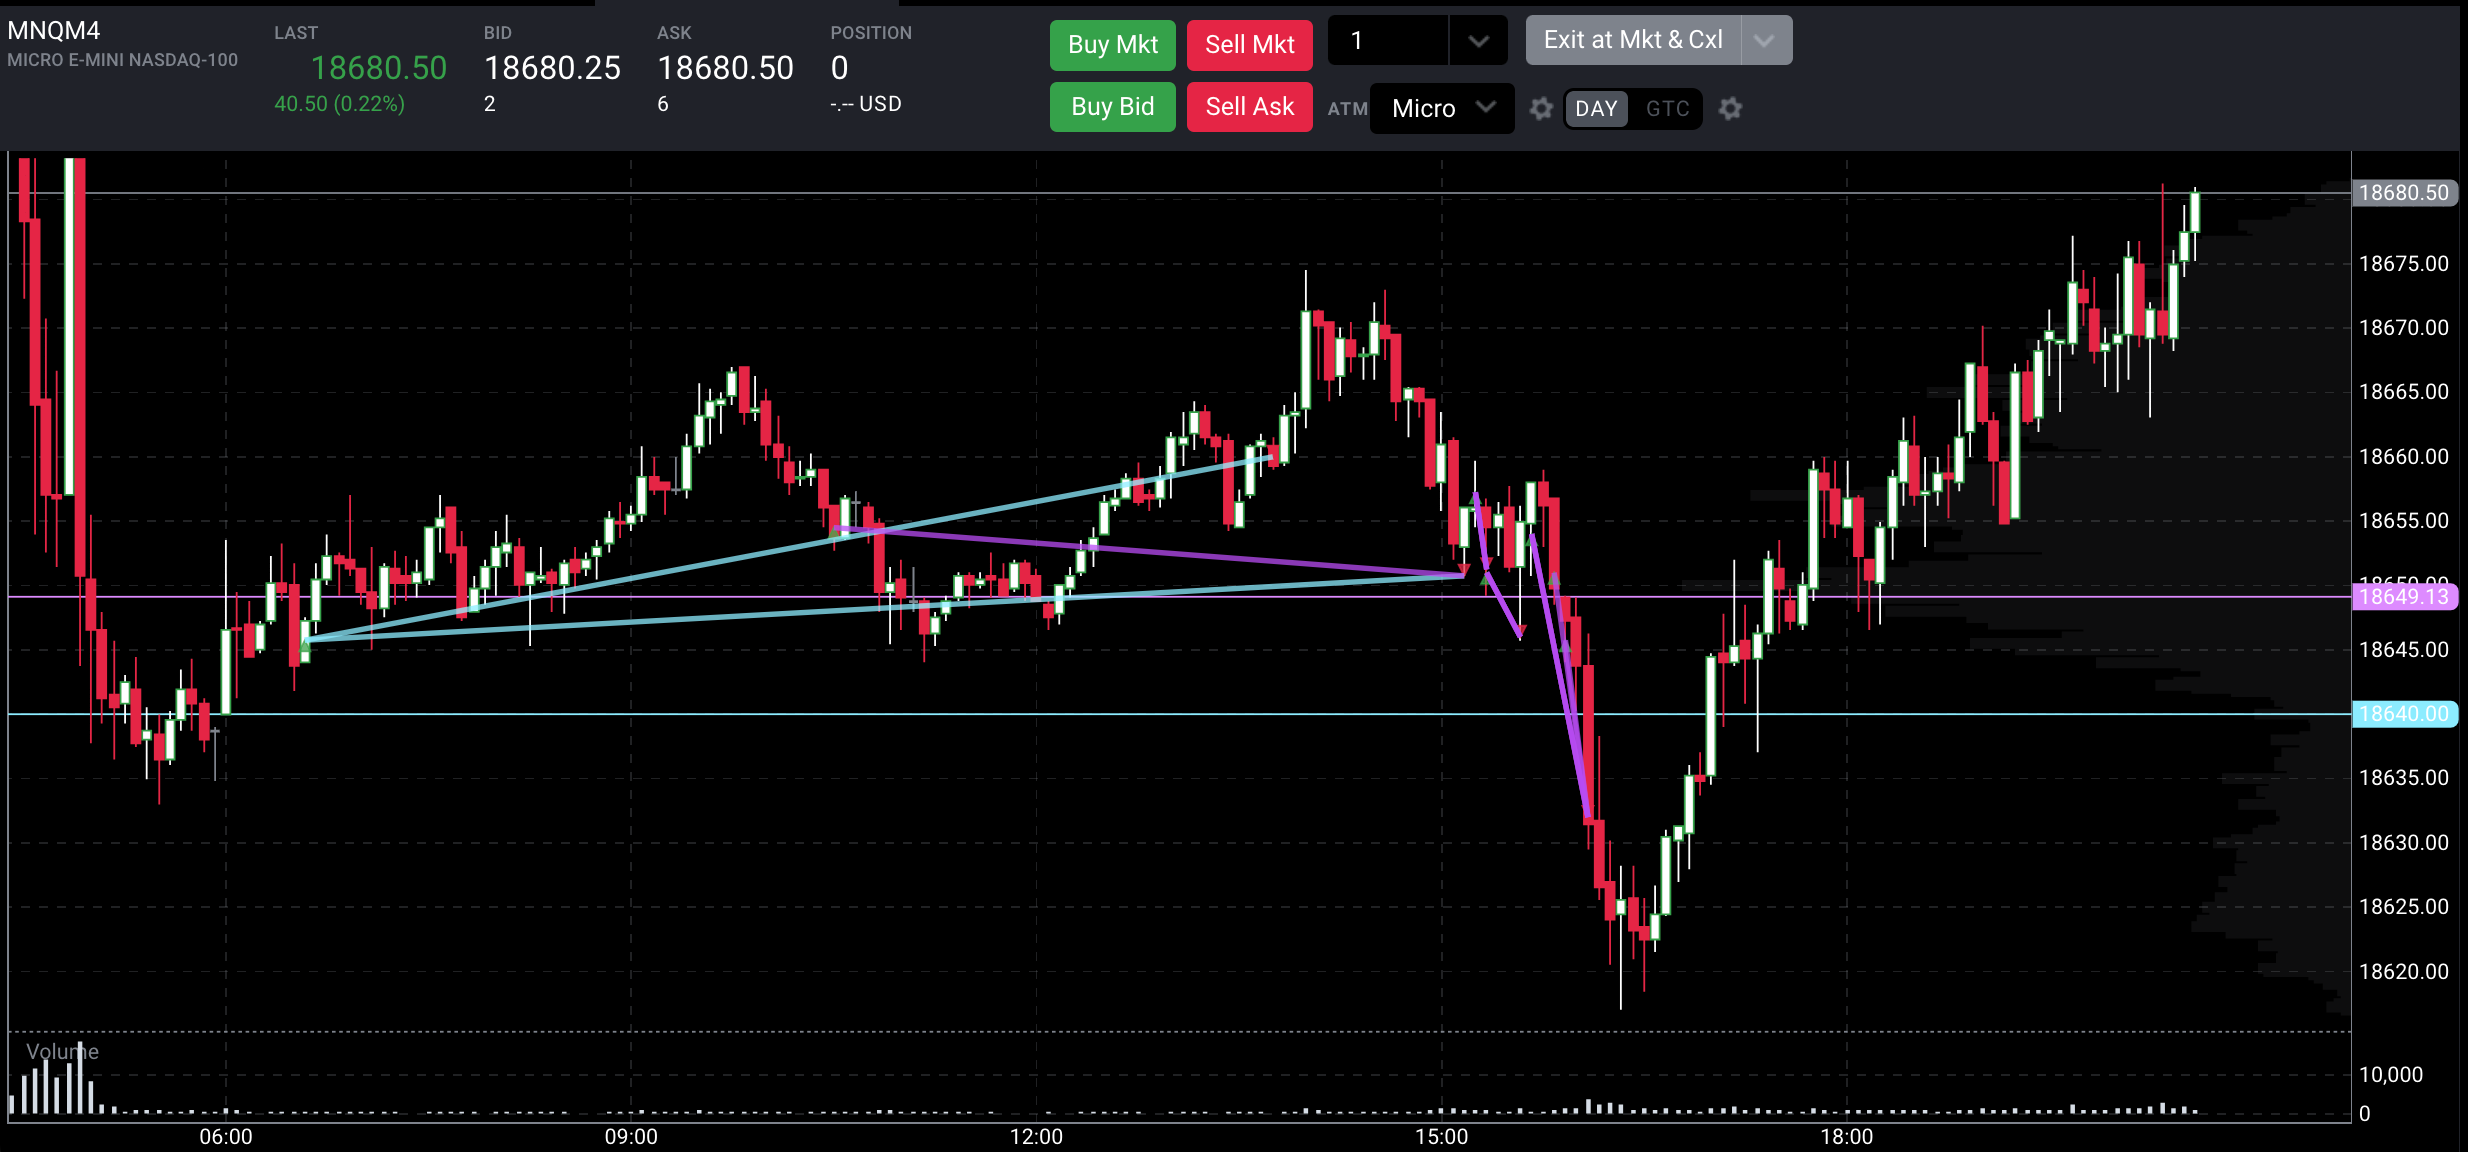 MNQM4
MICRO E-MINI NASDAQ-100
LAST
18680.50
40.50 (0.22%)
BID
18680.25
2
ASK
18680.50
6
POSITION
0
-.-- USD
Buy Mkt
Sell Mkt
1
Exit at Mkt & Cxl
Buy Bid
Sell Ask
ATM
Micro
DAY
GTC
18680.50
18675.00
18670.00
18665.00
18660.00
18655.00
18650.00
18649.13
18645.00
18640.00
18635.00
18630.00
18625.00
18620.00
Volume
10,000
0
06:00
09:00
12:00
15:00
18:00